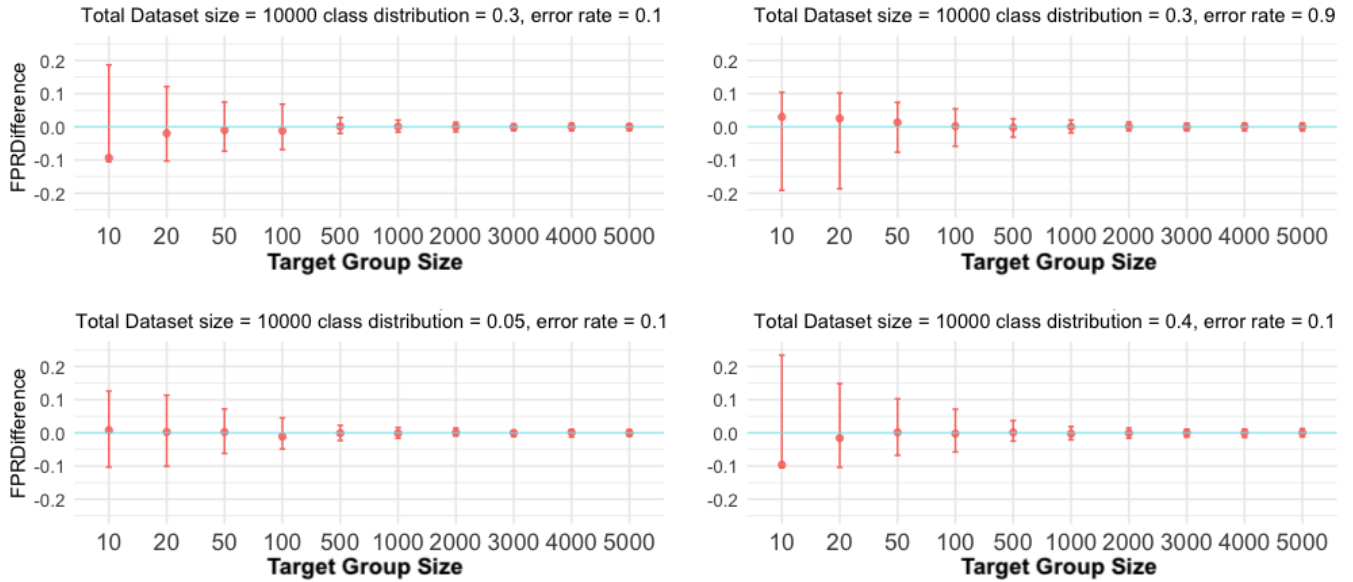 Total Dataset size = 10000 class distribution = 0.3, error rate = 0.1
FPRDifference
0.2
0.1
0.0
-0.1
-0.2
10 20 50 100 500 1000 2000 3000 4000 5000
Target Group Size
Total Dataset size = 10000 class distribution = 0.3, error rate = 0.9
0.2
0.1
0.0
-0.1
-0.2
10 20 50 100 500 1000 2000 3000 4000 5000
Target Group Size
Total Dataset size = 10000 class distribution = 0.05, error rate = 0.1
FPRDifference
0.2
0.1
0.0
-0.1
-0.2
10 20 50 100 500 1000 2000 3000 4000 5000
Target Group Size
Total Dataset size = 10000 class distribution = 0.4, error rate = 0.1
0.2
0.1
0.0
-0.1
-0.2
10 20 50 100 500 1000 2000 3000 4000 5000
Target Group Size